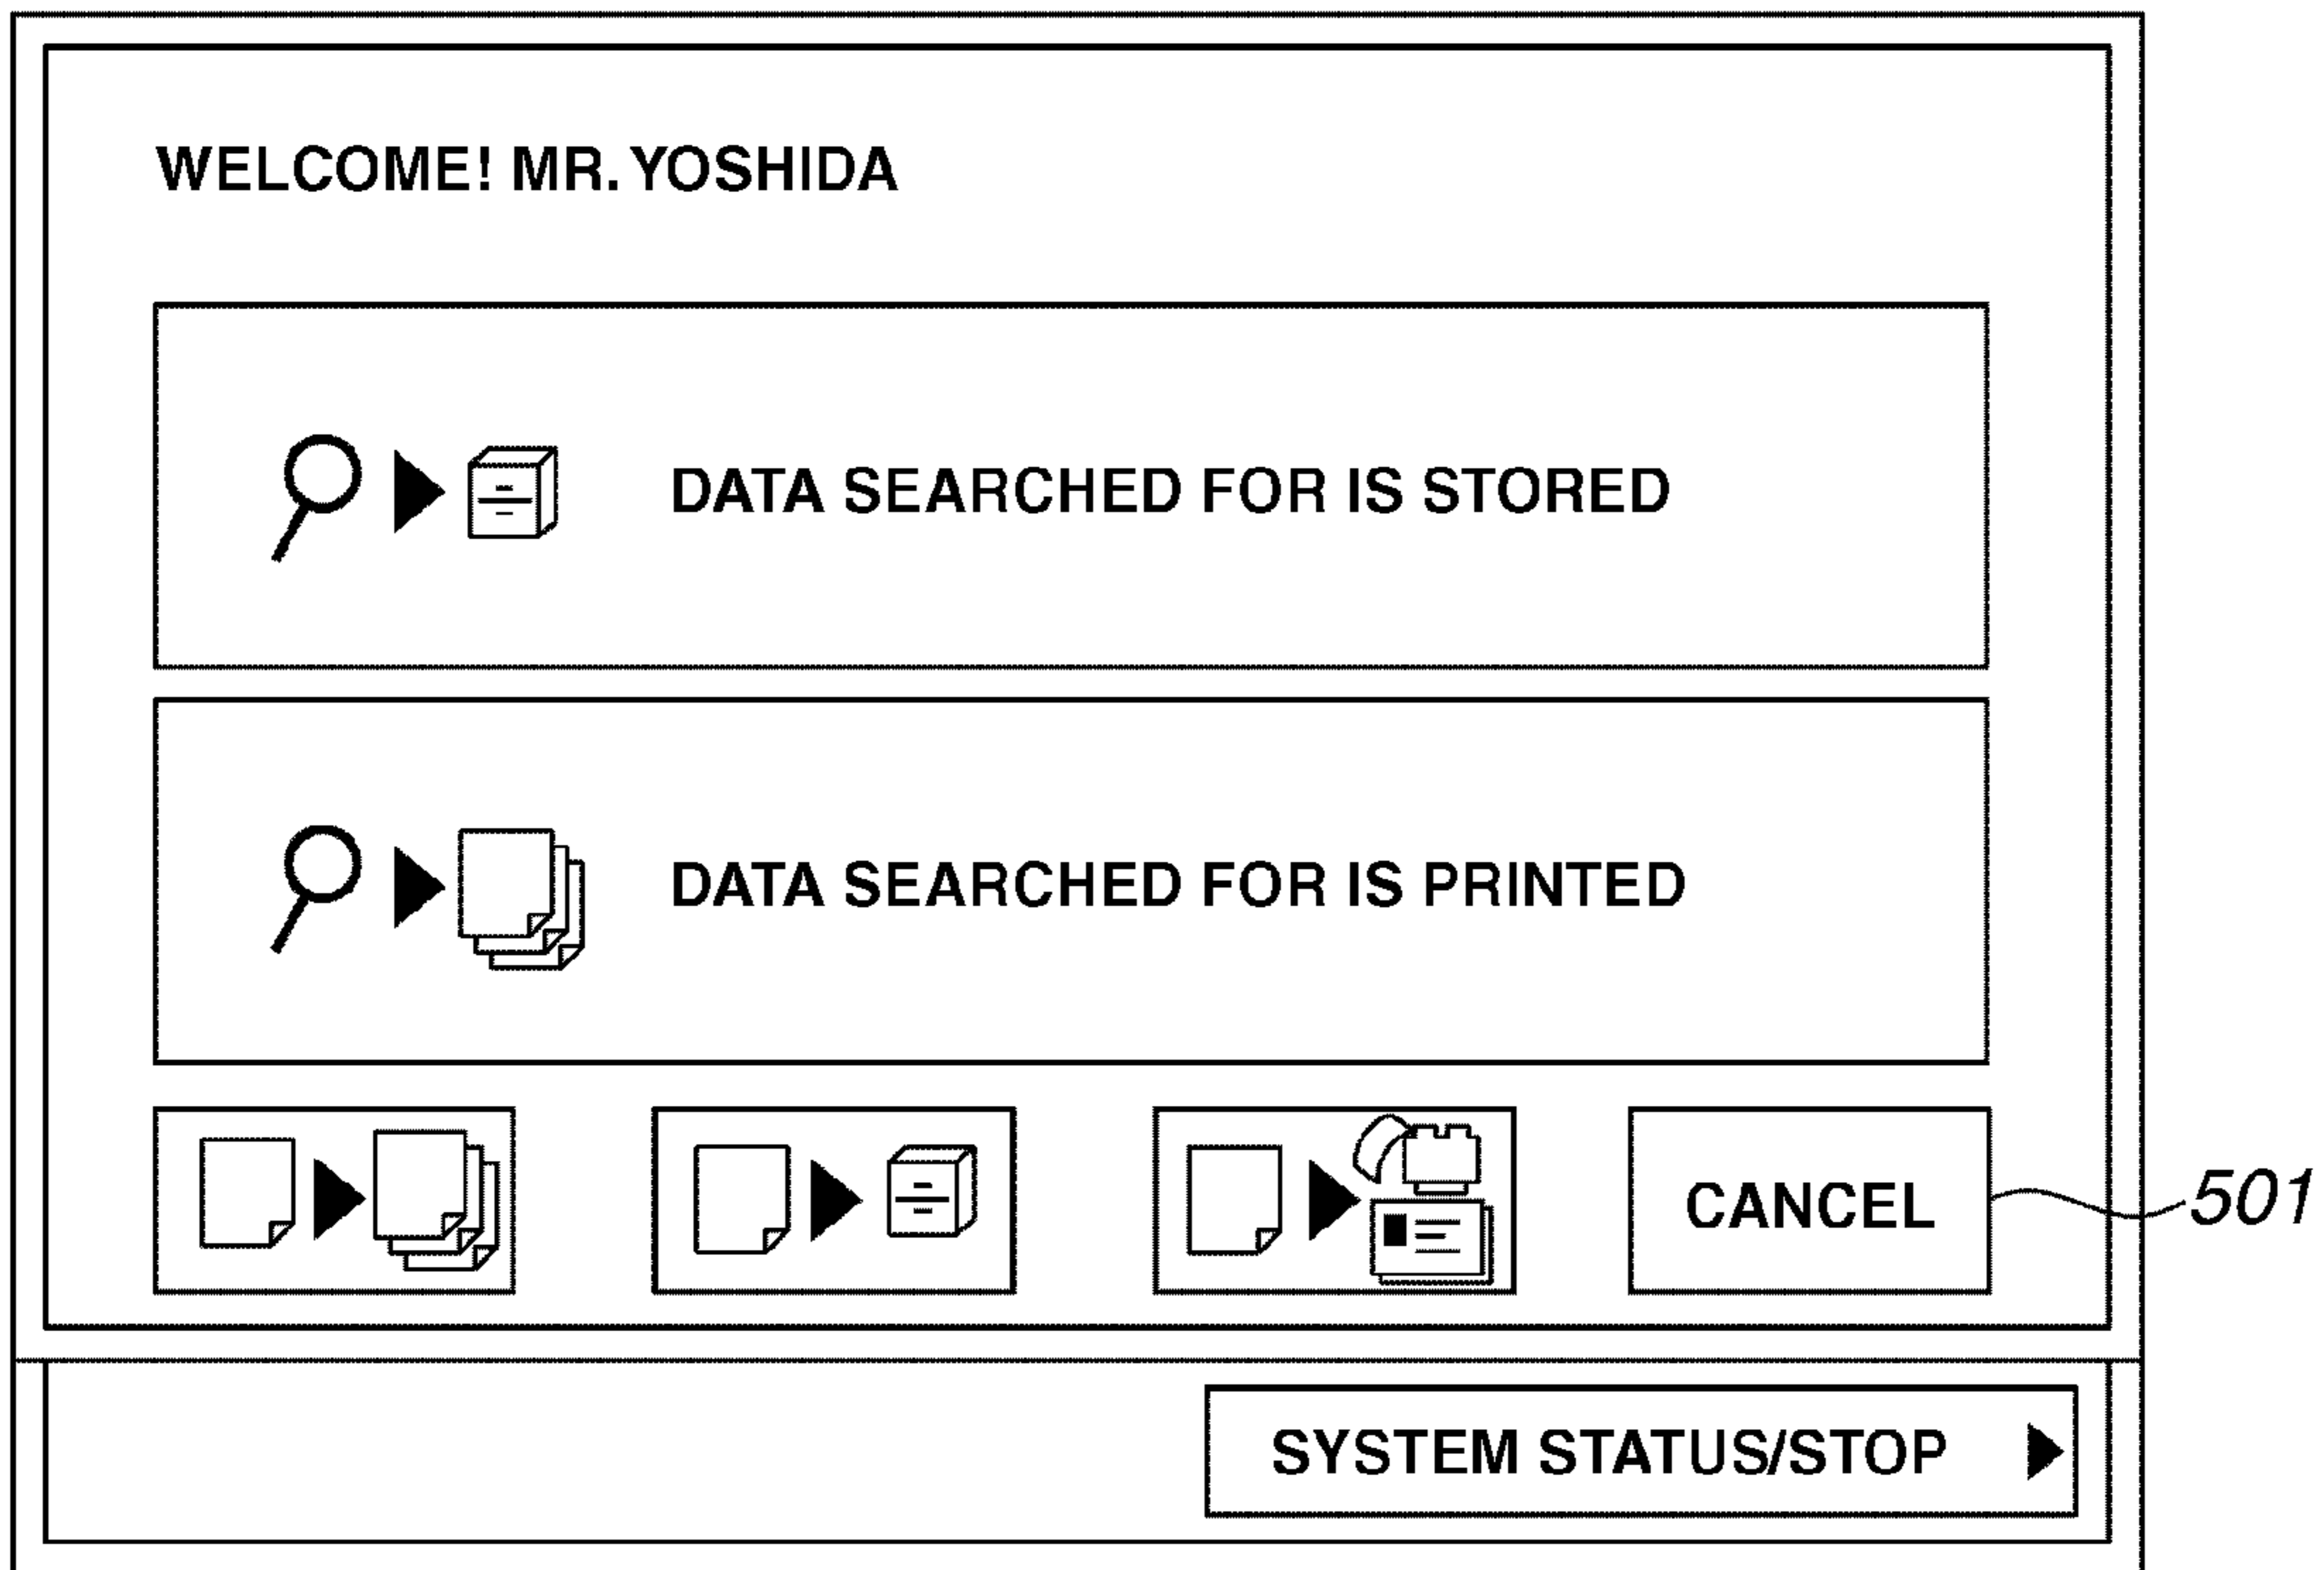 WELCOME! MR. YOSHIDA
DATA SEARCHED FOR IS STORED
DATA SEARCHED FOR IS PRINTED
CANCEL
501
SYSTEM STATUS/STOP